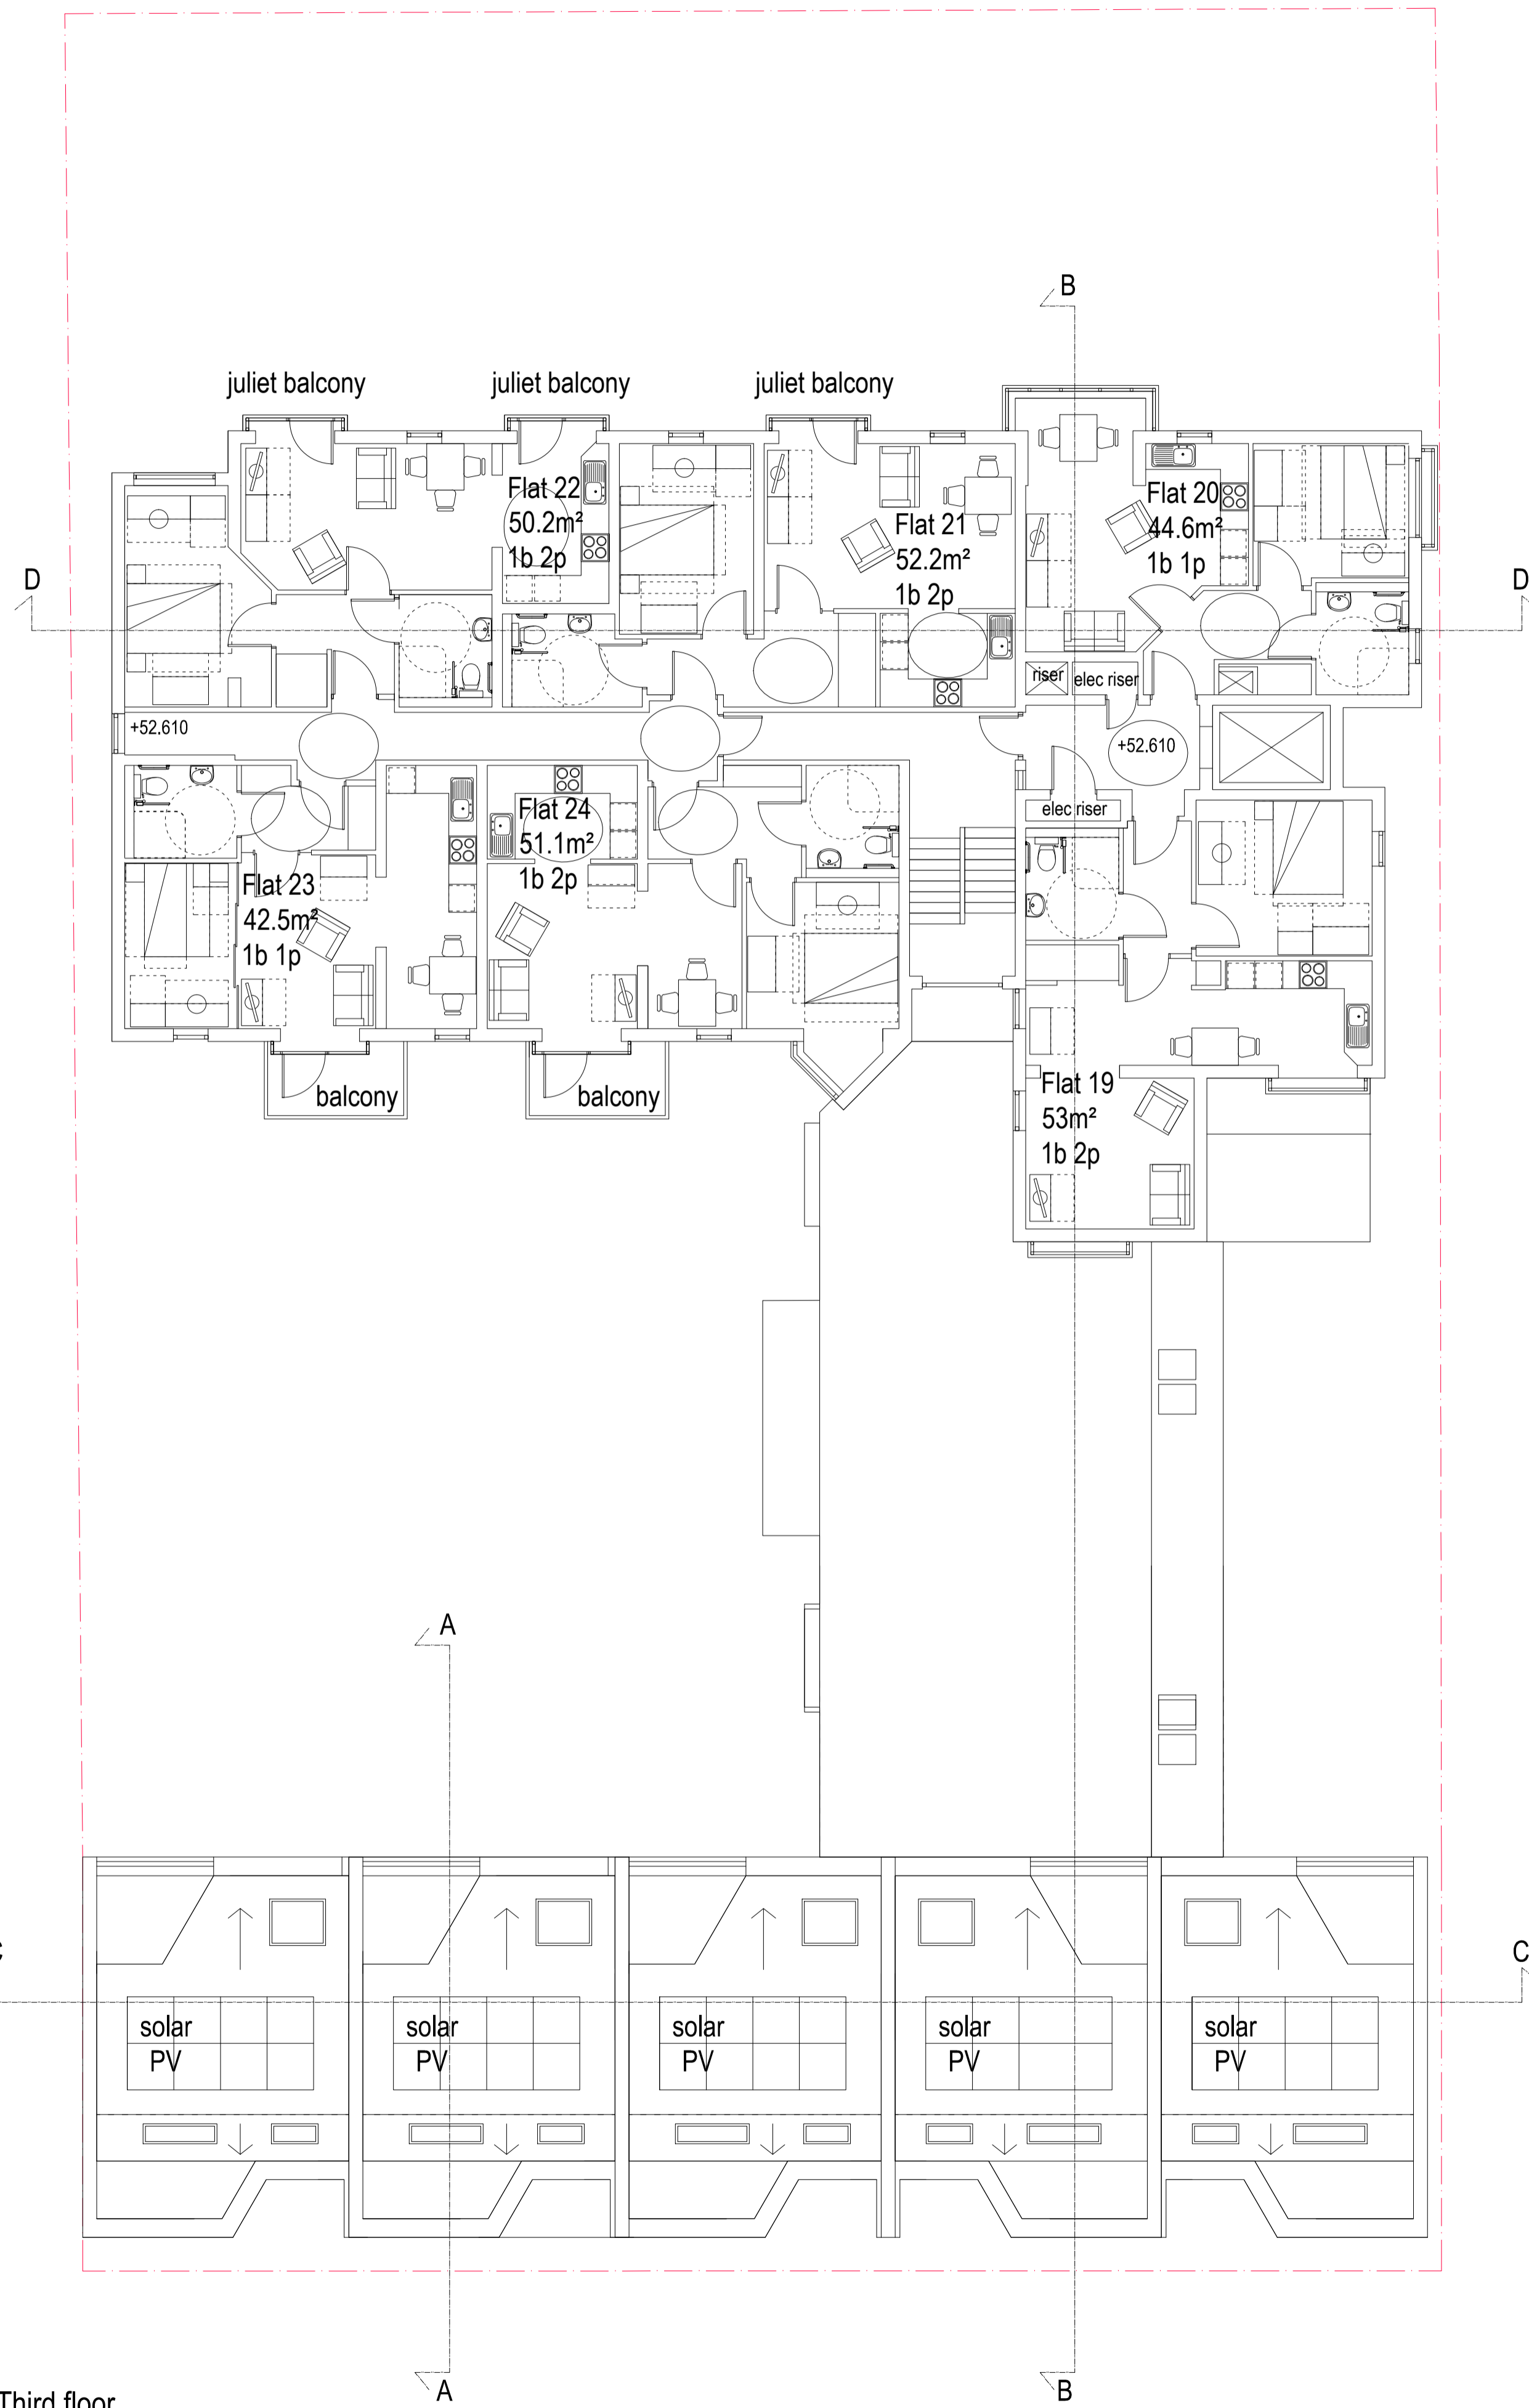 B
juliet balcony
juliet balcony
juliet balcony
Flat 22
50.2m²
1b 2p
Flat 21
52.2m²
1b 2p
Flat 20
44.6m²
1b 1p
D
D
riser
elec riser
+52.610
+52.610
elec riser
Flat 24
51.1m²
1b 2p
Flat 23
42.5m²
1b 1p
balcony
balcony
Flat 19
53m²
1b 2p
A
C
C
solar
PV
solar
PV
solar
PV
solar
PV
solar
PV
A
B
Third floor